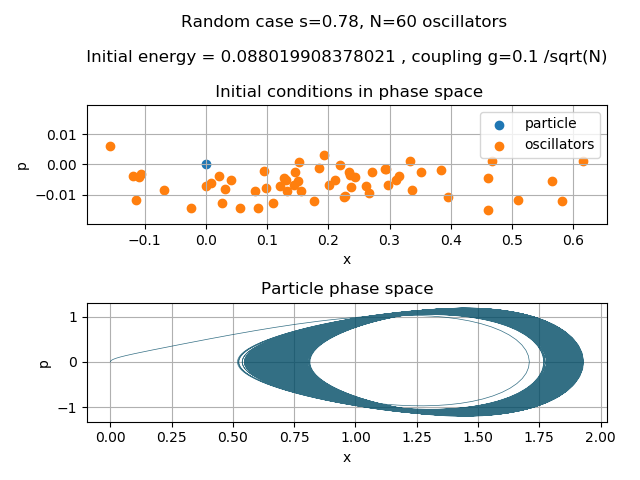 Random case s=0.78, N=60 oscillators
Initial energy = 0.088019908378021 , coupling g=0.1 /sqrt(N)
Initial conditions in phase space
particle
oscillators
0.01
0.00
−0.01
p
−0.1 0.0 0.1 0.2 0.3 0.4 0.5 0.6
x
Particle phase space
1
0
−1
p
0.00 0.25 0.50 0.75 1.00 1.25 1.50 1.75 2.00
x